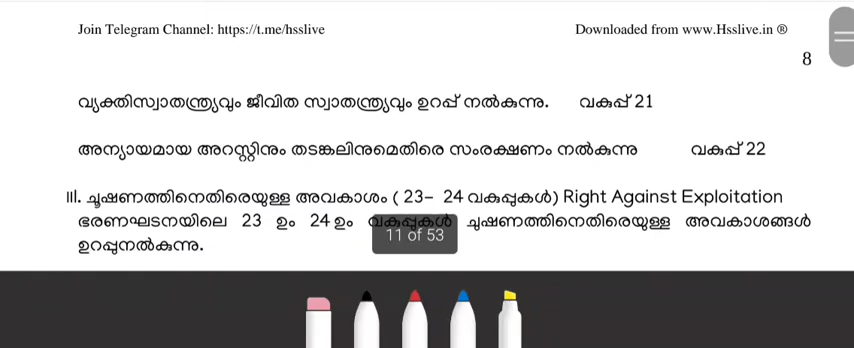 Join Telegram Channel: https://t.me/hsslive Downloaded from www.Hsslive.in ®
8
വ്യക്തിസ്വാതന്ത്ര്യവും ജീവിത സ്വാതന്ത്ര്യവും ഉറപ്പ് നൽകുന്നു. വകുപ്പ് 21
അന്യായമായ അറസ്റ്റിനും തടങ്കലിനുമെതിരെ സംരക്ഷണം നൽകുന്നു വകുപ്പ് 22
III. ചൂഷണത്തിനെതിരെയുള്ള അവകാശം ( 23– 24 വകുപ്പുകൾ) Right Against Exploitation
ഭരണഘടനയിലെ 23 ഉം 24 ഉം വകുപ്പുകൾ ചൂഷണത്തിനെതിരെയുള്ള അവകാശങ്ങൾ
11 of 53
ഉറപ്പുനൽകുന്നു.